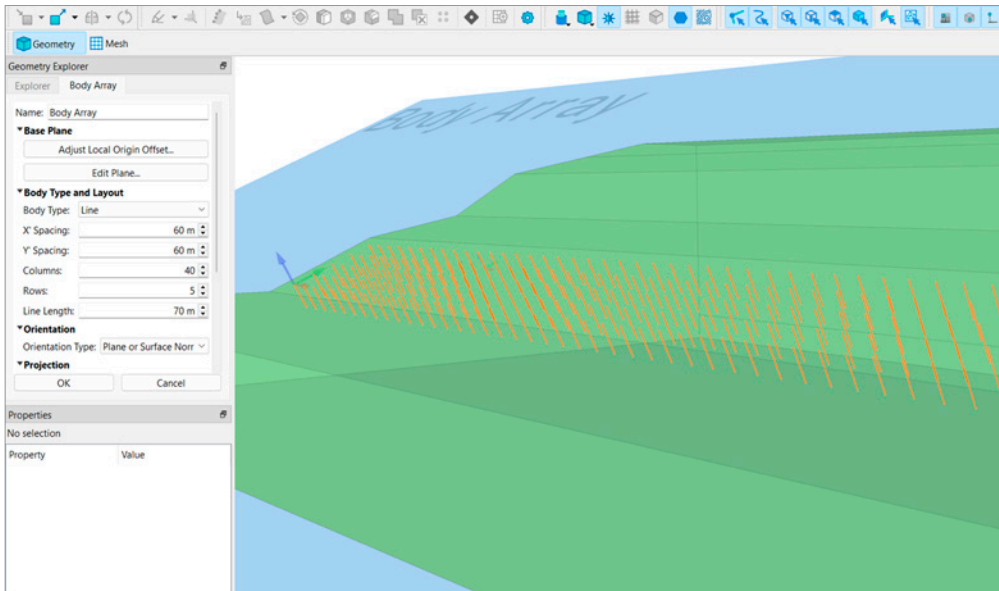 Geometry
Mesh
Geometry Explorer
Explorer
Body Array
Name: Body Array
Base Plane
Adjust Local Origin Offset...
Edit Plane...
Body Type and Layout
Body Type: Line
X' Spacing: 60 m
Y' Spacing: 60 m
Columns: 40
Rows: 5
Line Length: 70 m
Orientation
Orientation Type: Plane or Surface Norr
Projection
OK
Cancel
Properties
No selection
Property
Value
Body Array